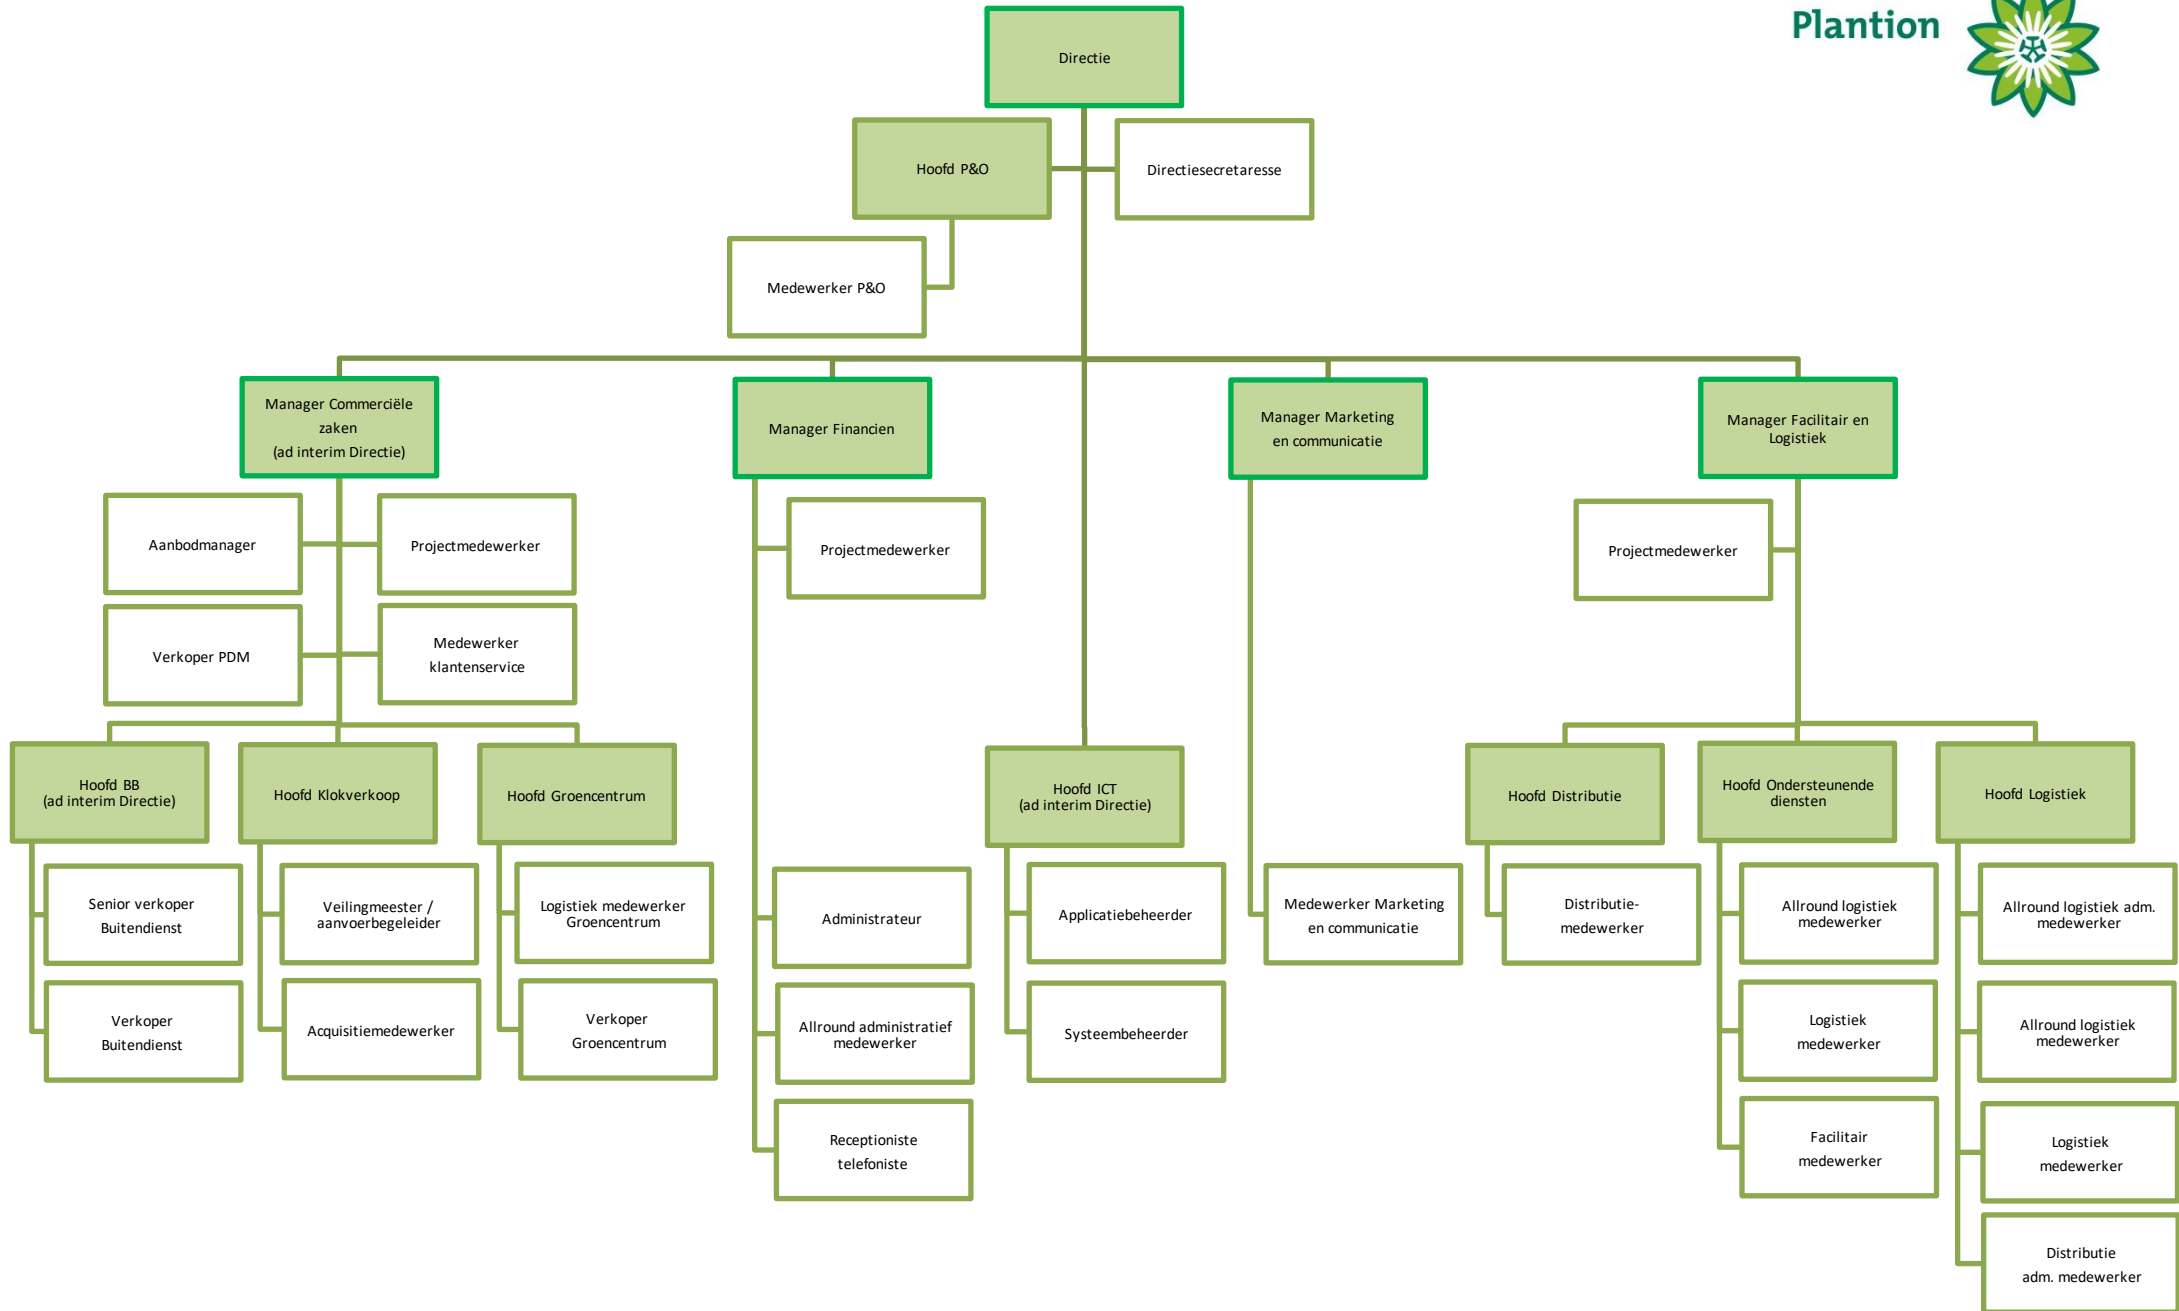 Plantion
Directie
Hoofd P&O
Directiesecretaresse
Medewerker P&O
Manager Commerciële
zaken
(ad interim Directie)
Manager Financien
Manager Marketing
en communicatie
Manager Facilitair en
Logistiek
Aanbodmanager
Projectmedewerker
Projectmedewerker
Projectmedewerker
Verkoper PDM
Medewerker
klantenservice
Hoofd BB
(ad interim Directie)
Hoofd Klokverkoop
Hoofd Groencentrum
Hoofd ICT
(ad interim Directie)
Hoofd Distributie
Hoofd Ondersteunende
diensten
Hoofd Logistiek
Senior verkoper
Buitendienst
Veilingmeester /
aanvoerbegeleider
Logistiek medewerker
Groencentrum
Administrateur
Applicatiebeheerder
Medewerker Marketing
en communicatie
Distributie-
medewerker
Allround logistiek
medewerker
Allround logistiek adm.
medewerker
Verkoper
Buitendienst
Acquisitiemedewerker
Verkoper
Groencentrum
Allround administratief
medewerker
Systeembeheerder
Logistiek
medewerker
Allround logistiek
medewerker
Receptioniste
telefoniste
Facilitair
medewerker
Logistiek
medewerker
Distributie
adm. medewerker